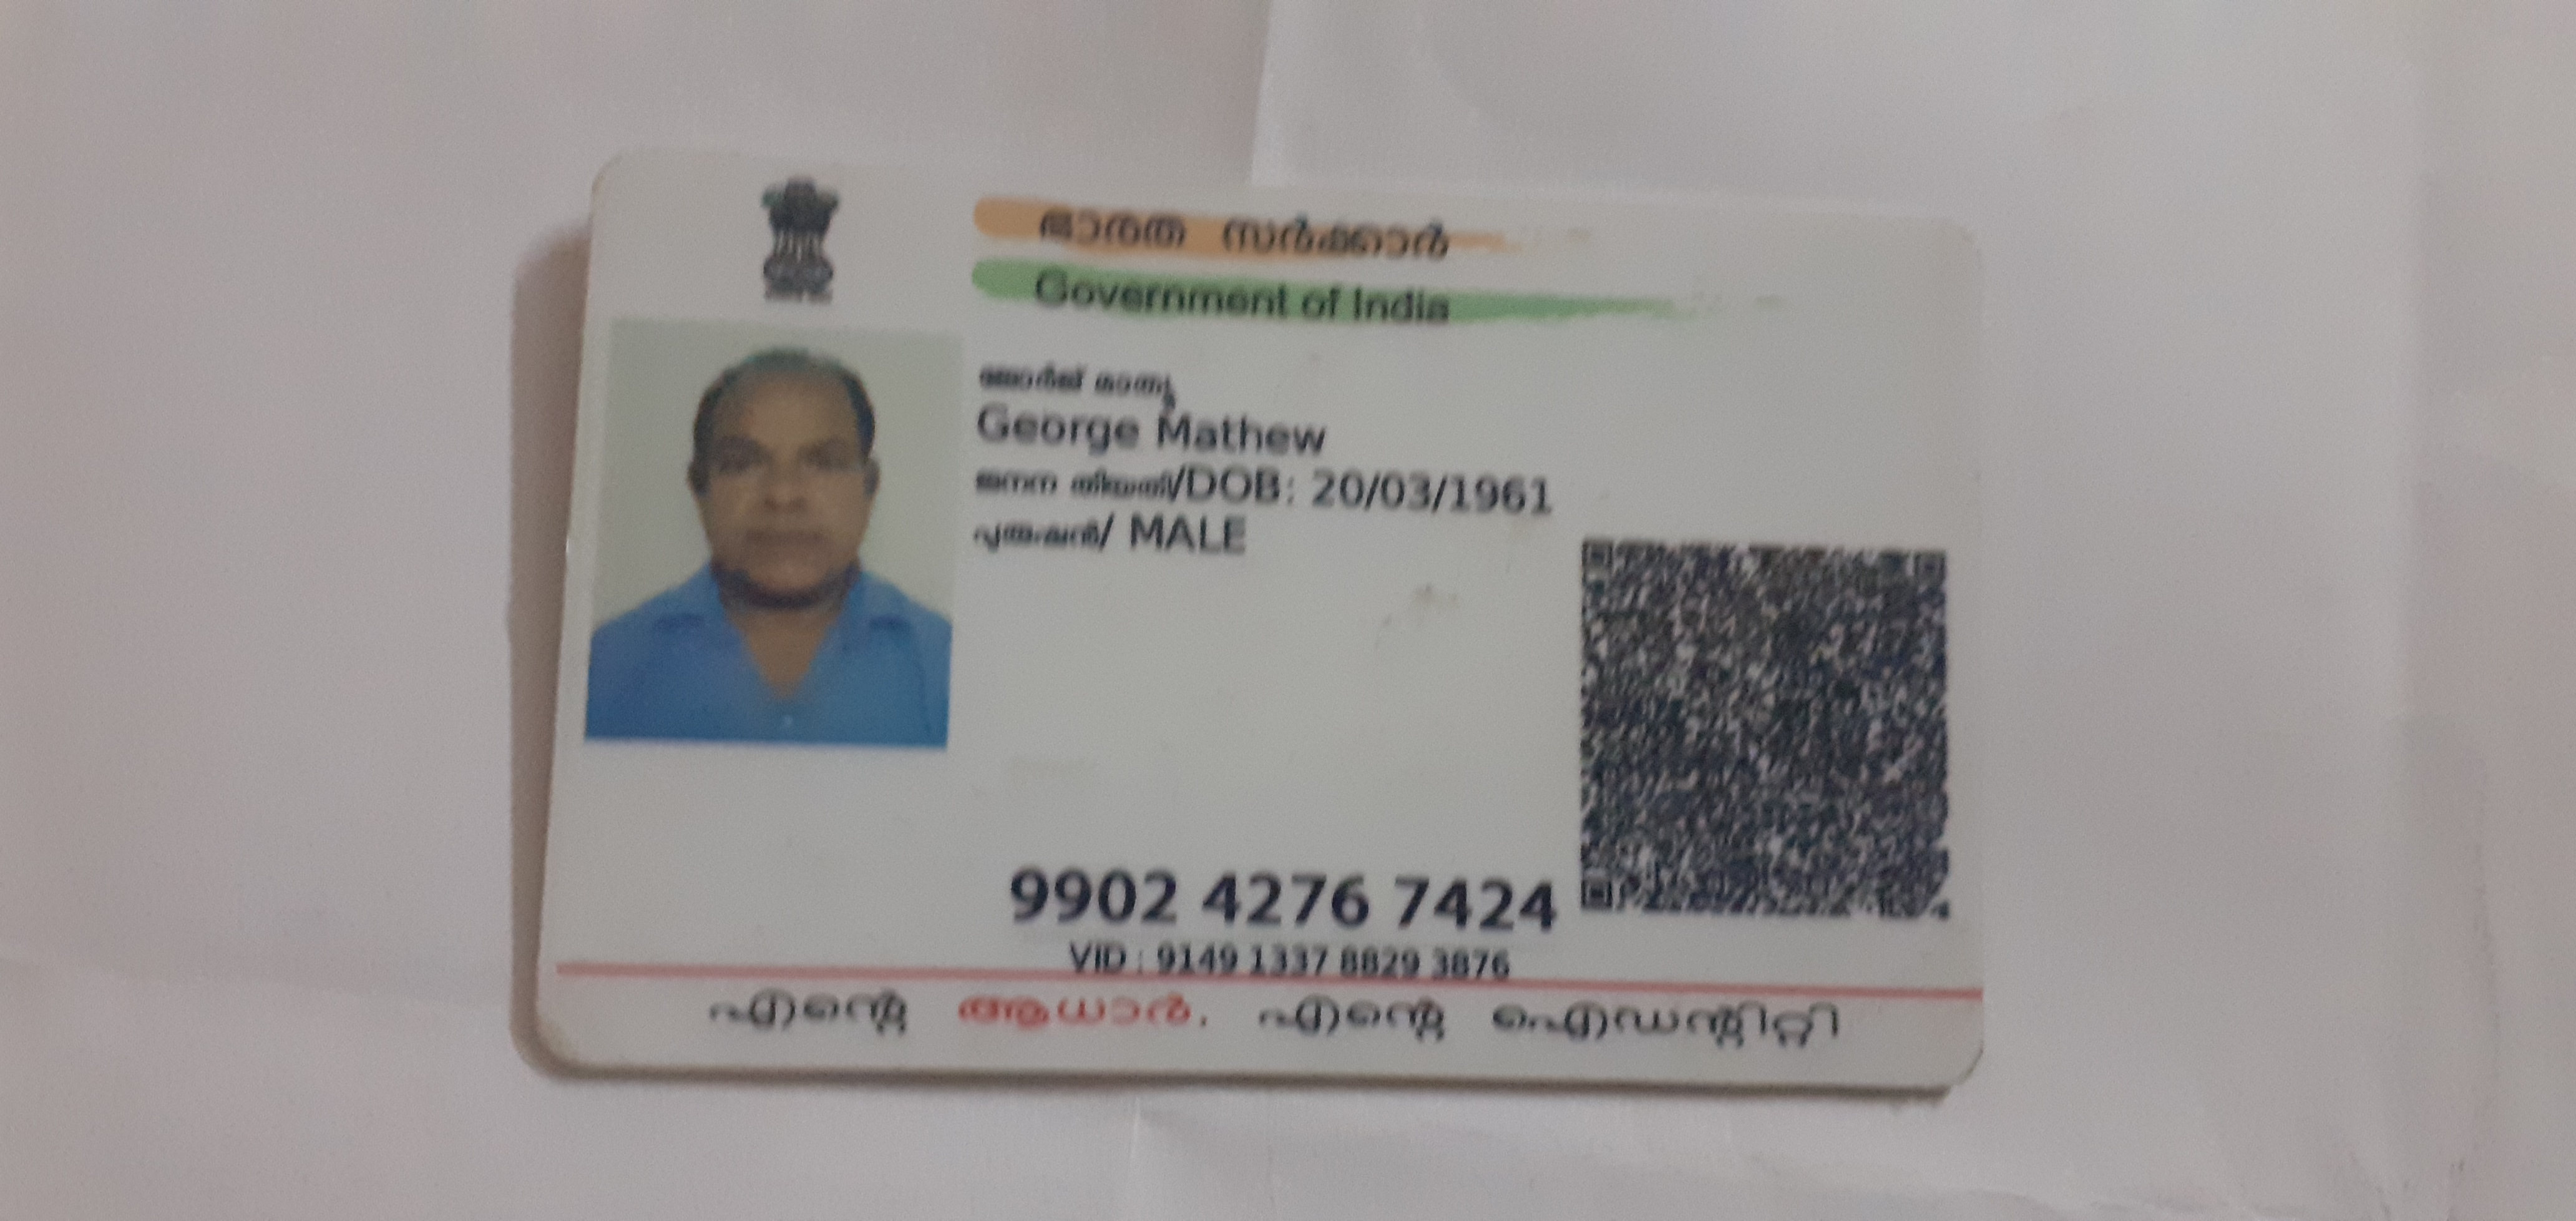 ഭാരത സർക്കാർ
Government of India
ജോർജ് മാത്യൂ
George Mathew
ജനന തിയതി/DOB: 20/03/1961
പുരുഷൻ/ MALE
9902 4276 7424
VID : 9149 1337 8829 3876
എന്റെ ആധാർ, എന്റെ ഐഡന്റിറ്റി